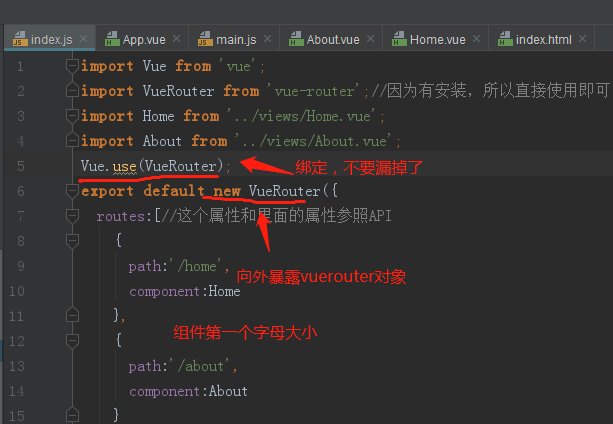 index.js App.vue main.js About.vue Home.vue index.html
1 import Vue from 'vue';
2 import VueRouter from 'vue-router';//因为有安装，所以直接使用即可
3 import Home from '../views/Home.vue';
4 import About from '../views/About.vue';
5 Vue.use(VueRouter);
绑定，不要漏掉了
6 export default new VueRouter({
7 routes:[//这个属性和里面的属性参照API
8 {
9 path:'/home',
向外暴露vuerouter对象
10 component:Home
11 },
组件第一个字母大小
12 {
13 path:'/about',
14 component:About
15 }